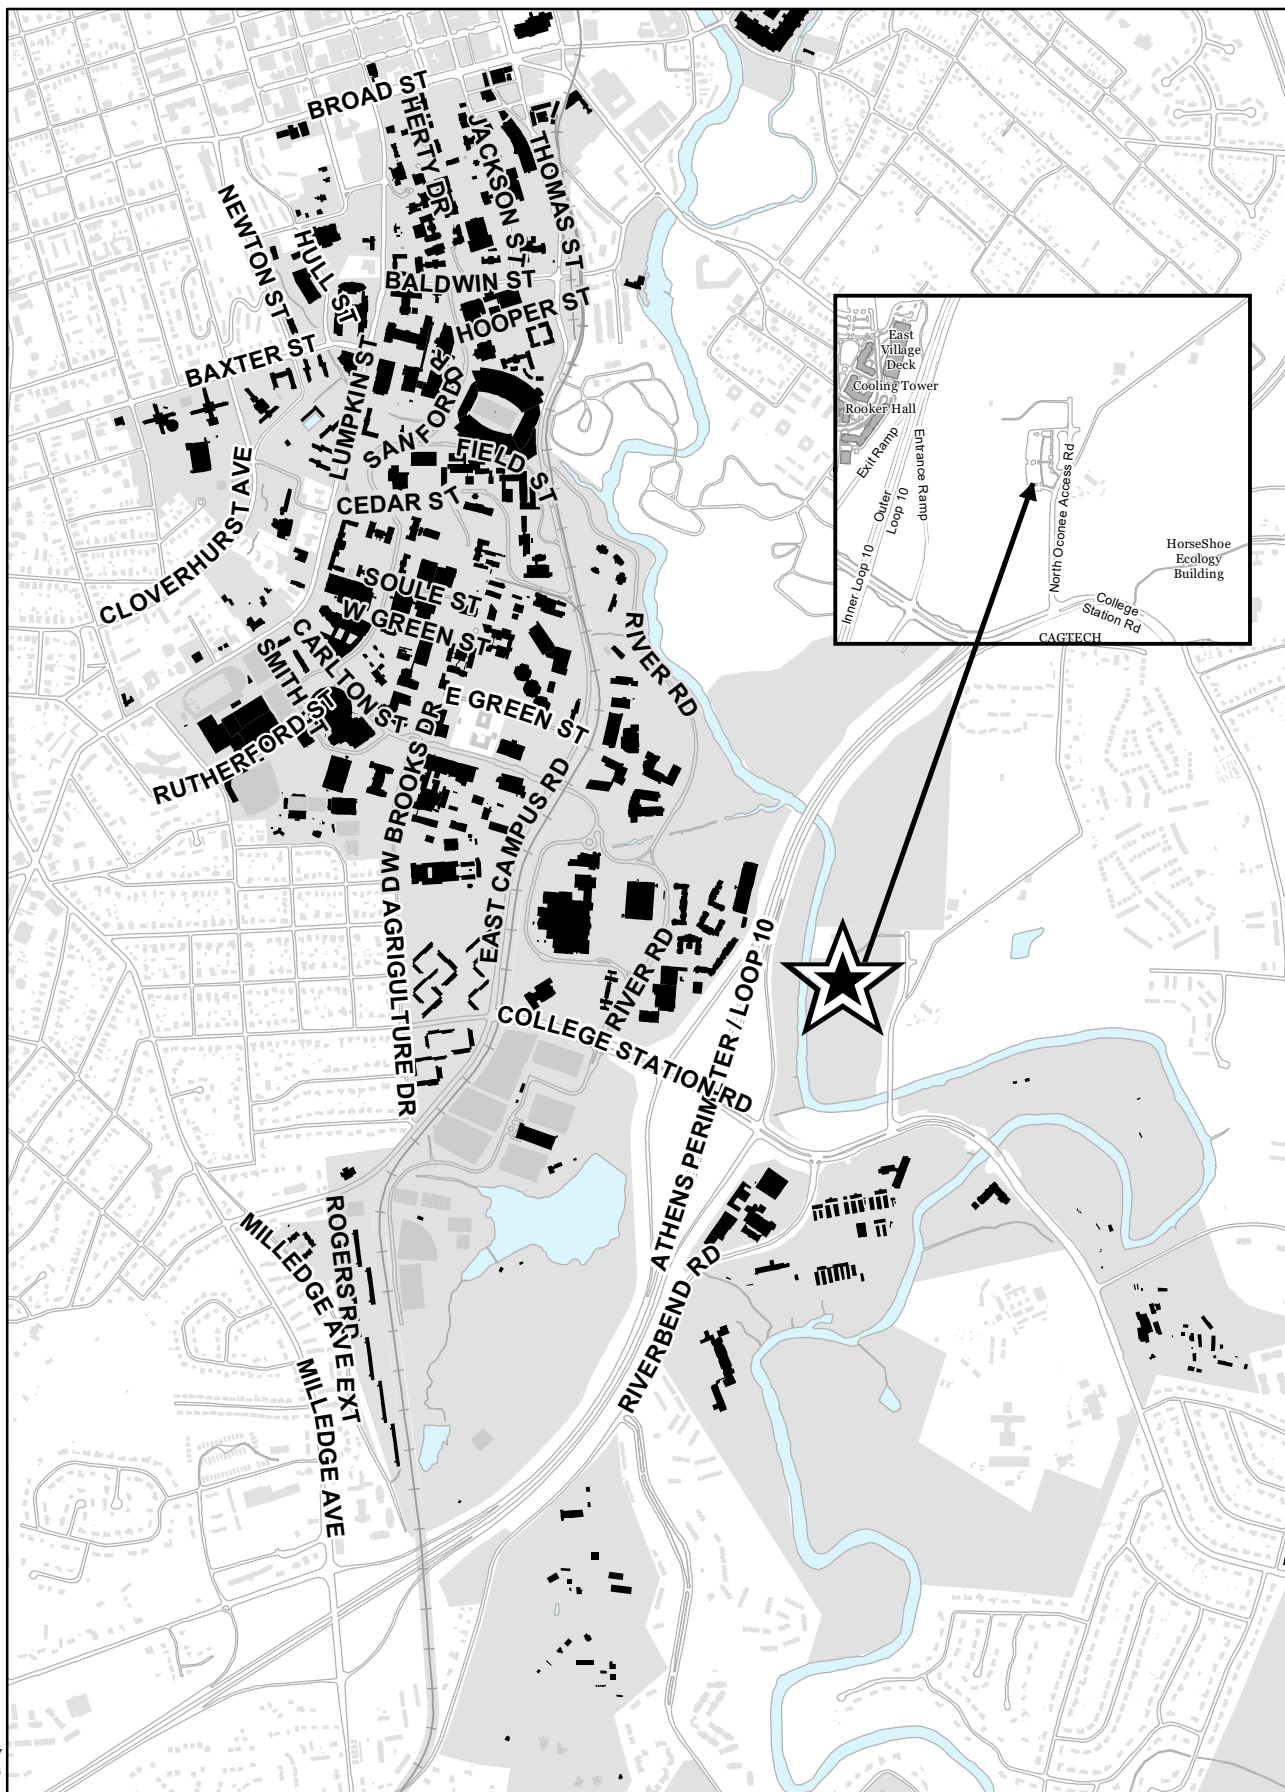 BROAD ST
HERTY DR
JACKSON ST
THOMAS ST
NEWTON ST
HULL ST
BALDWIN ST
HOOPER ST
BAXTER ST
LUMPKIN ST
SANFORD DR
FIELD ST
CEDAR ST
CLOVERHURST AVE
SOULE ST
W GREEN ST
CARLTON ST
SMITH ST
RIVER RD
E GREEN ST
RUTHERFORD ST
DW BROOKS DR
EAST CAMPUS RD
AGRIGULTURE DR
RIVER RD
COLLEGE STATION RD
ATHENS PERIMETER / LOOP 10
ROGERS RD
MILLEDGE AVE EXT
MILLEDGE AVE
RIVERBEND RD
East
Village
Deck
Cooling Tower
Rooker Hall
Exit Ramp
Entrance Ramp
Outer
Loop 10
Inner Loop 10
North Oconee Access Rd
HorseShoe
Ecology
Building
College
Station Rd
CAGTECH